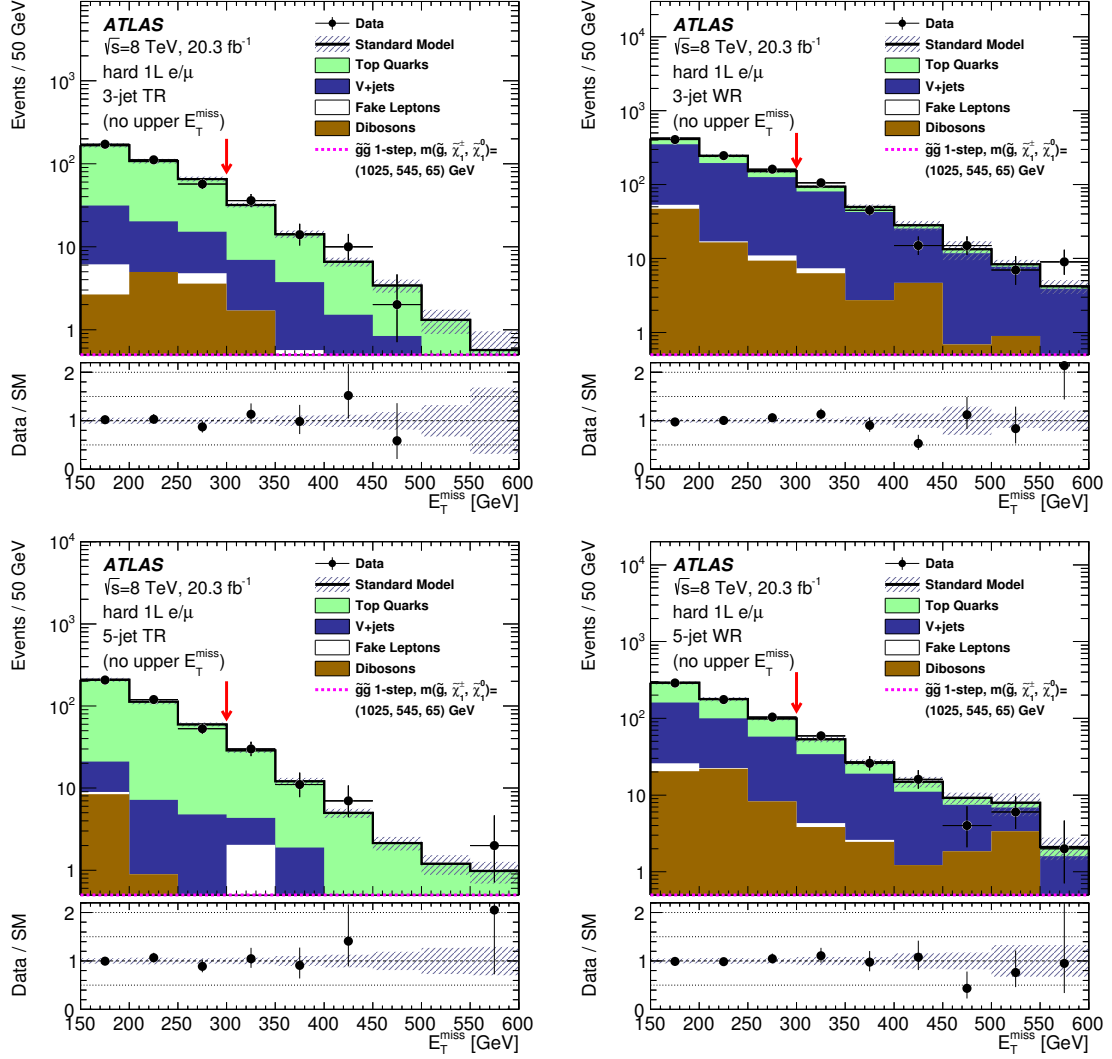 Events / 50 GeV
10³
10²
10
1
ATLAS
√s=8 TeV, 20.3 fb⁻¹
hard 1L e/μ
3-jet TR
(no upper E_T^miss)
Data
Standard Model
Top Quarks
V+jets
Fake Leptons
Dibosons
g̃g̃ 1-step, m(g̃, χ̃₁^±, χ̃₁^0)=
(1025, 545, 65) GeV
Data / SM
2
1
0
150 200 250 300 350 400 450 500 550 600
E_T^miss [GeV]
Events / 50 GeV
10⁴
10³
10²
10
1
ATLAS
√s=8 TeV, 20.3 fb⁻¹
hard 1L e/μ
3-jet WR
(no upper E_T^miss)
Data
Standard Model
Top Quarks
V+jets
Fake Leptons
Dibosons
g̃g̃ 1-step, m(g̃, χ̃₁^±, χ̃₁^0)=
(1025, 545, 65) GeV
Data / SM
2
1
0
150 200 250 300 350 400 450 500 550 600
E_T^miss [GeV]
Events / 50 GeV
10⁴
10³
10²
10
1
ATLAS
√s=8 TeV, 20.3 fb⁻¹
hard 1L e/μ
5-jet TR
(no upper E_T^miss)
Data
Standard Model
Top Quarks
V+jets
Fake Leptons
Dibosons
g̃g̃ 1-step, m(g̃, χ̃₁^±, χ̃₁^0)=
(1025, 545, 65) GeV
Data / SM
2
1
0
150 200 250 300 350 400 450 500 550 600
E_T^miss [GeV]
Events / 50 GeV
10⁴
10³
10²
10
1
ATLAS
√s=8 TeV, 20.3 fb⁻¹
hard 1L e/μ
5-jet WR
(no upper E_T^miss)
Data
Standard Model
Top Quarks
V+jets
Fake Leptons
Dibosons
g̃g̃ 1-step, m(g̃, χ̃₁^±, χ̃₁^0)=
(1025, 545, 65) GeV
Data / SM
2
1
0
150 200 250 300 350 400 450 500 550 600
E_T^miss [GeV]